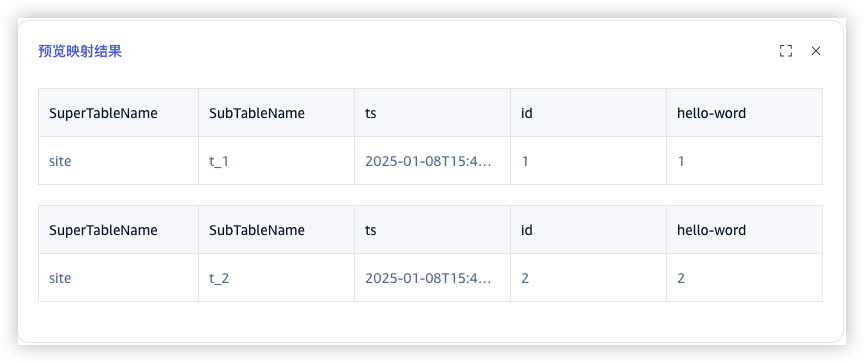 预览映射结果
SuperTableName SubTableName ts id hello-word
site t_1 2025-01-08T15:4... 1 1
SuperTableName SubTableName ts id hello-word
site t_2 2025-01-08T15:4... 2 2